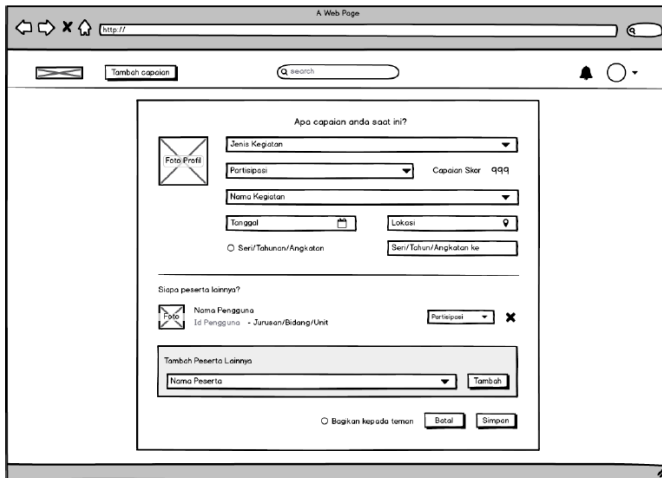 A Web Page
http://
Tambah capaian
search
Apa capaian anda saat ini?
Foto Profil
Jenis Kegiatan
Partisipasi
Capaian Skor 999
Nama Kegiatan
Tanggal
Lokasi
Seri/Tahunan/Angkatan
Seri/Tahun/Angkatan ke
Siapa peserta lainnya?
Foto
Nama Pengguna
Id Pengguna - Jurusan/Bidang/Unit
Partisipasi
Tambah Peserta Lainnya
Nama Peserta
Tambah
Bagikan kepada teman
Batal
Simpan